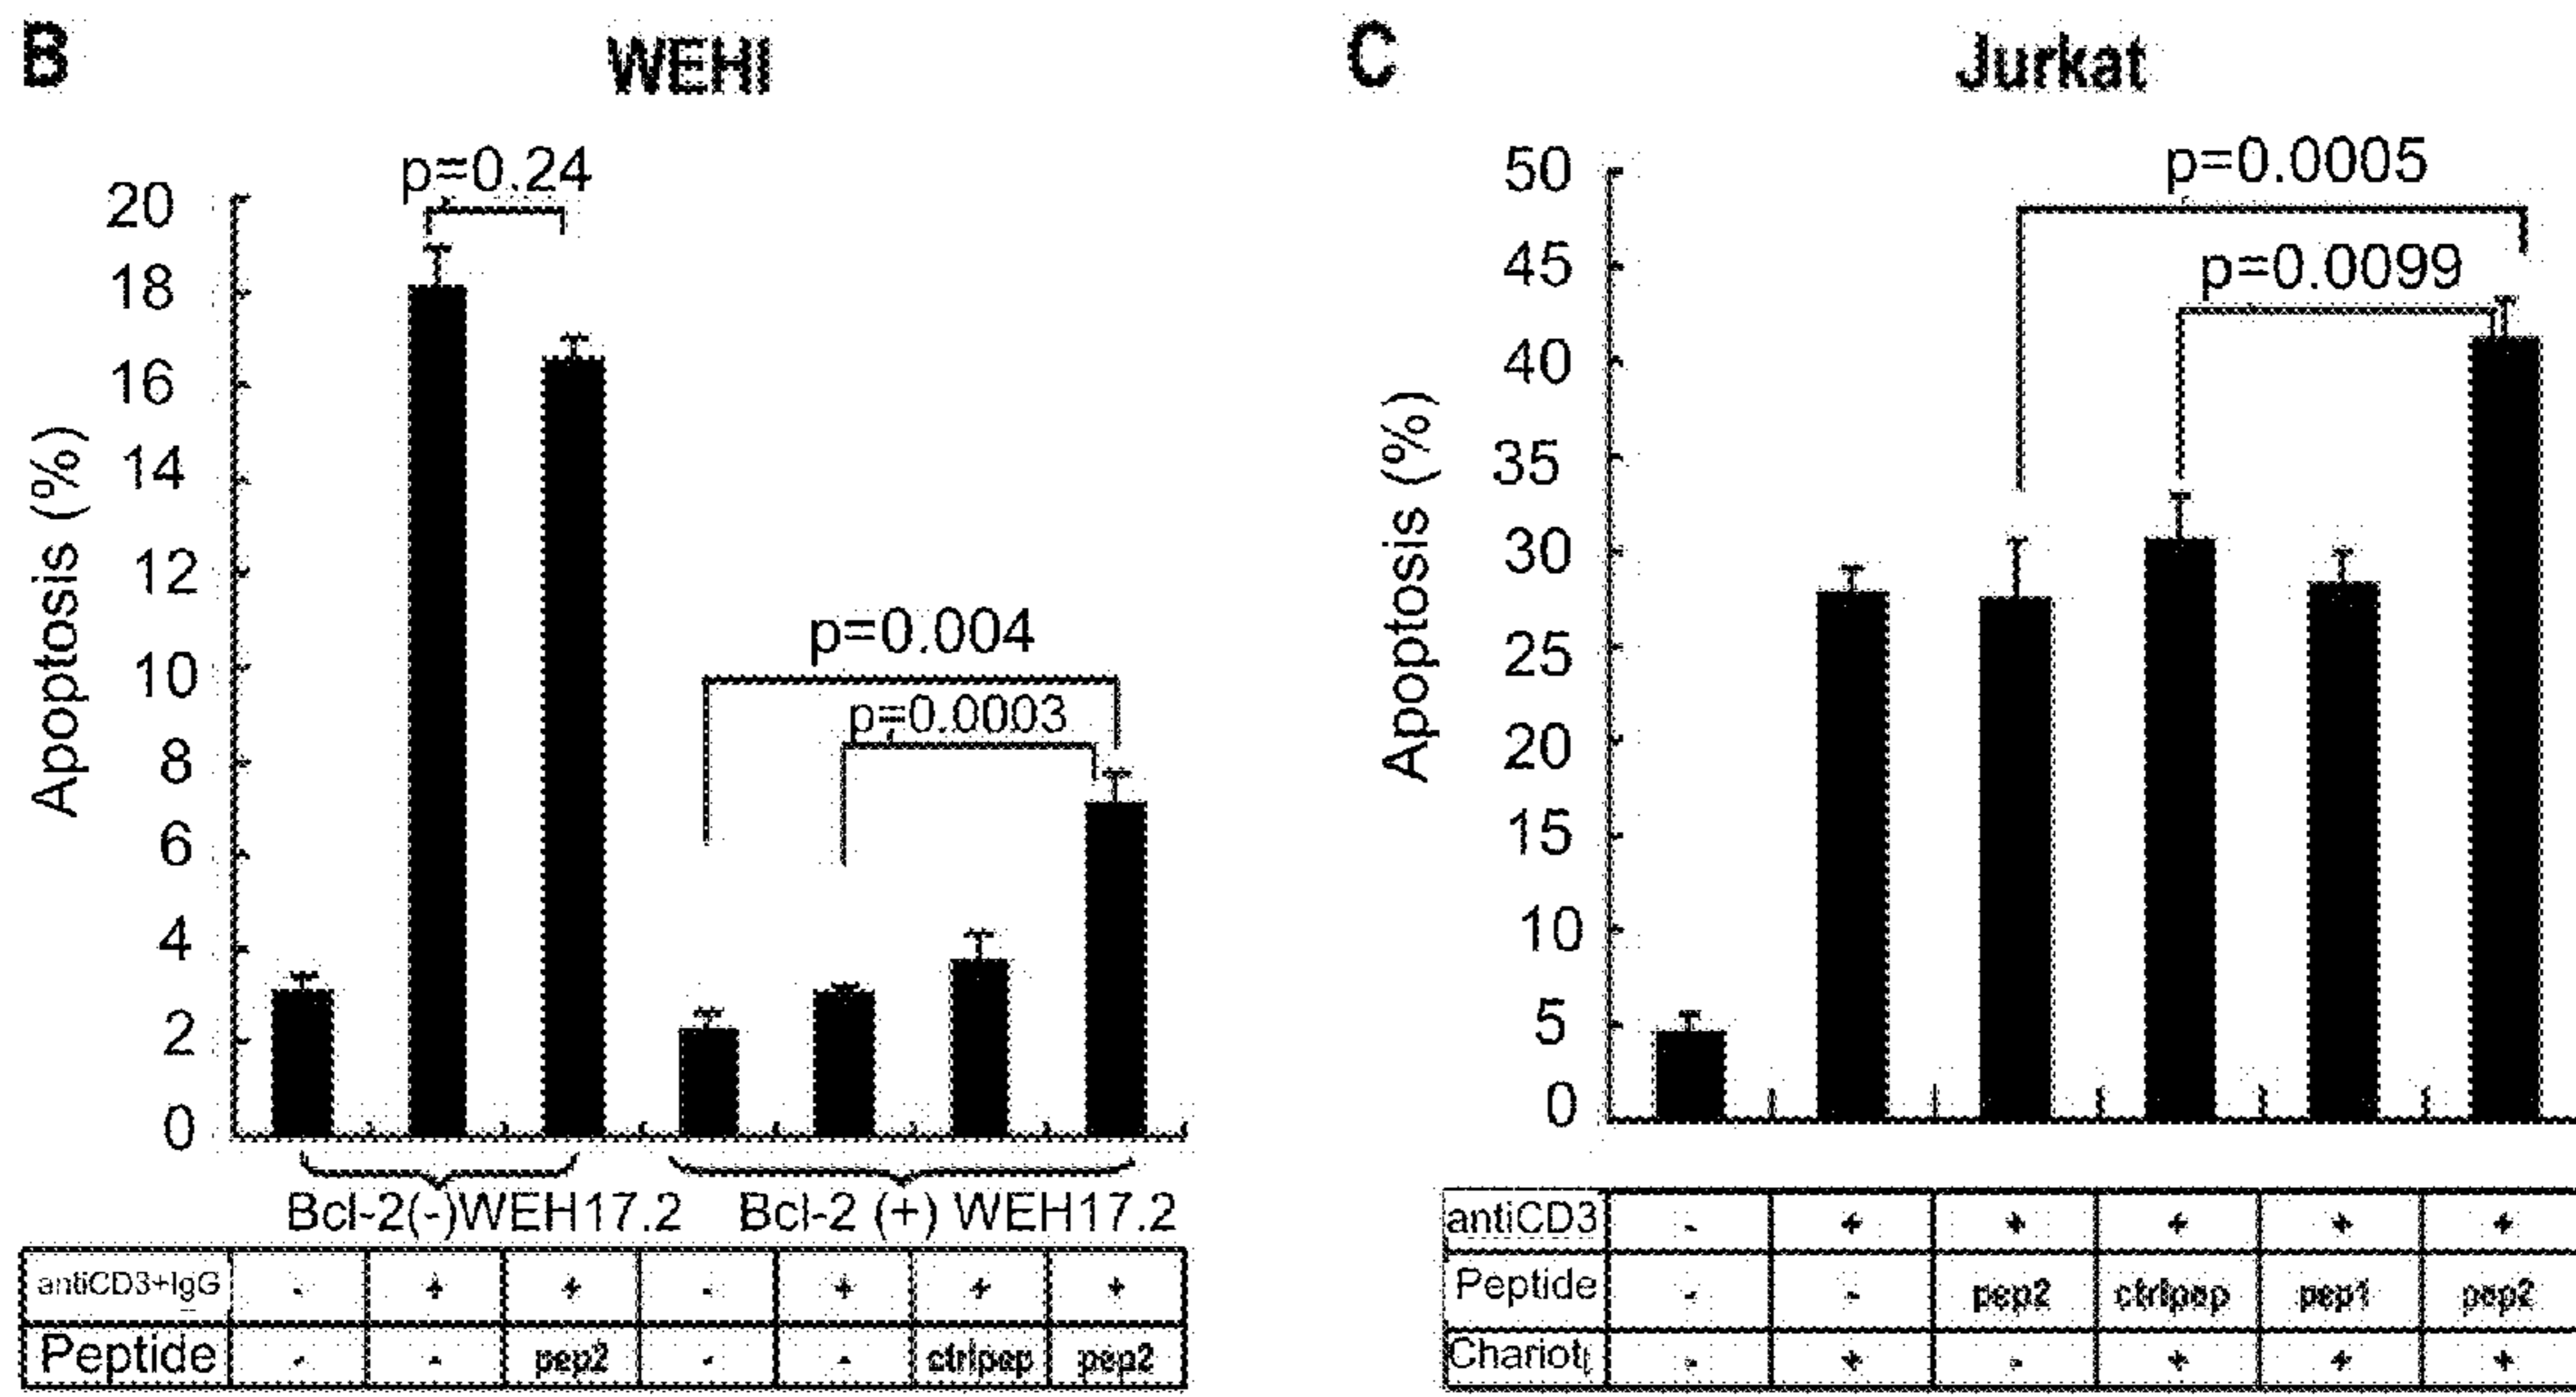 B
WEHI
p=0.24
20
18
16
14
12
10
8
6
4
2
0
Apoptosis (%)
p=0.004
p=0.0003
Bcl-2(-)WEH17.2 Bcl-2 (+) WEH17.2
antiCD3+IgG - + + - + + +
Peptide - - pep2 - - ctrlpep pep2
C
Jurkat
p=0.0005
p=0.0099
50
45
40
35
30
25
20
15
10
5
0
Apoptosis (%)
antiCD3 - + + + + +
Peptide - - pep2 ctrlpep pep1 pep2
Chariot - + - + + +